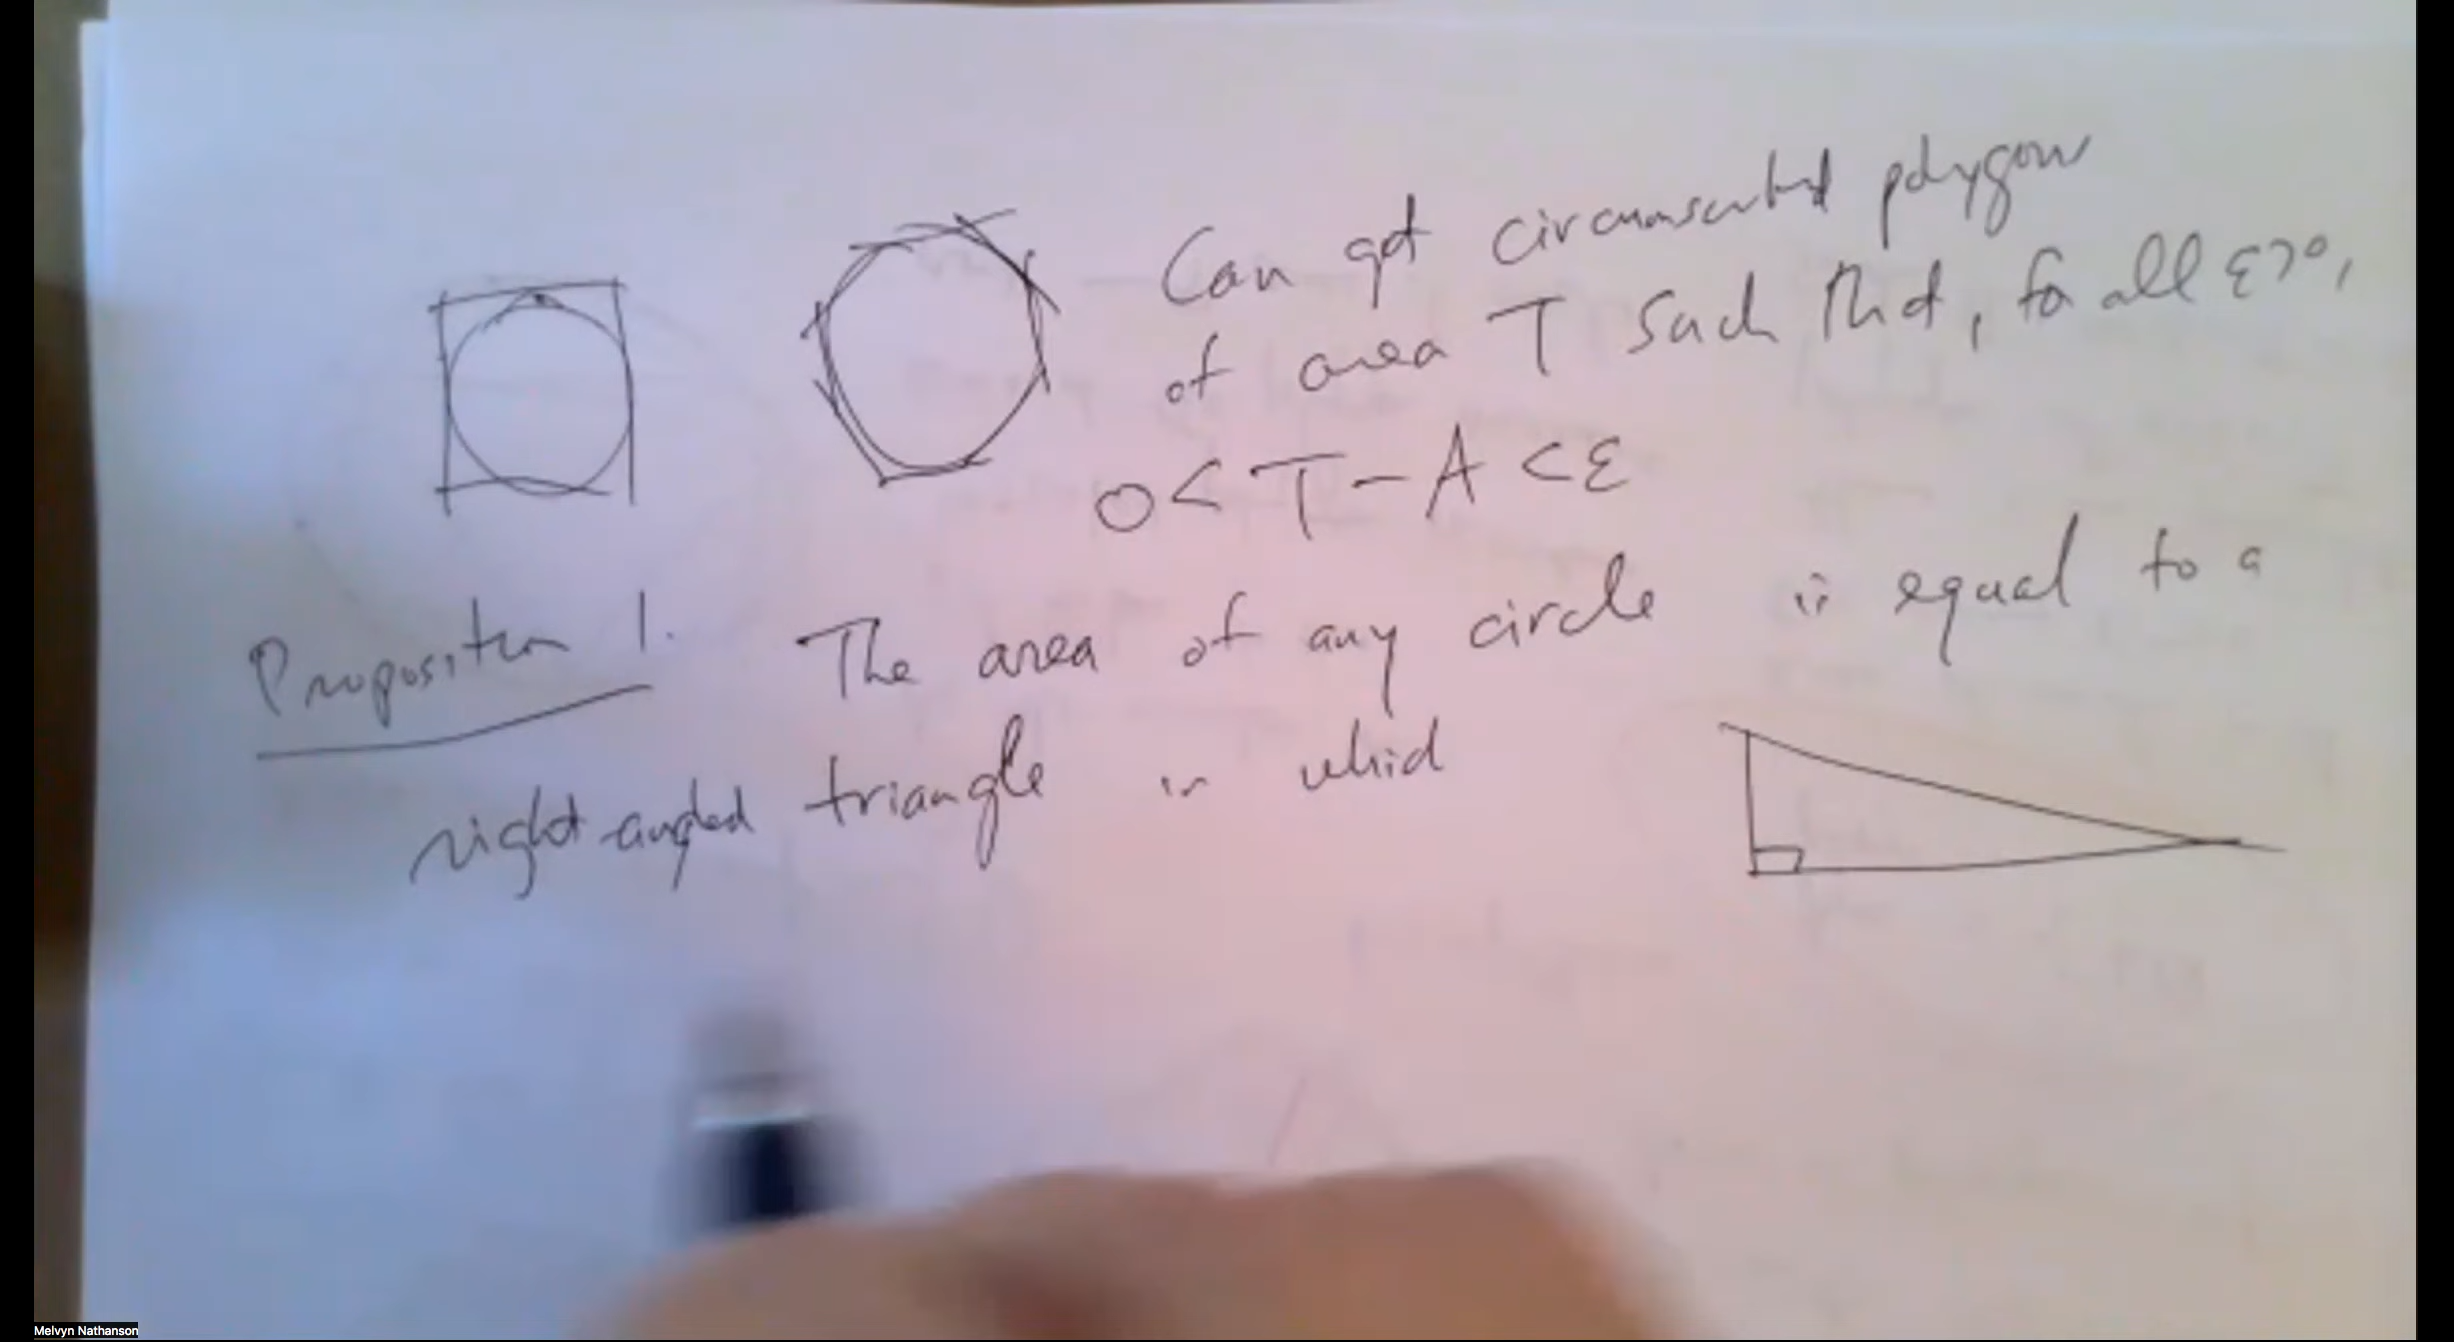 Can get circumscribed polygon
of area T such that, for all ε>0,
0 < T - A < ε
Proposition 1. The area of any circle is equal to a
right-angled triangle in which
Melvyn Nathanson